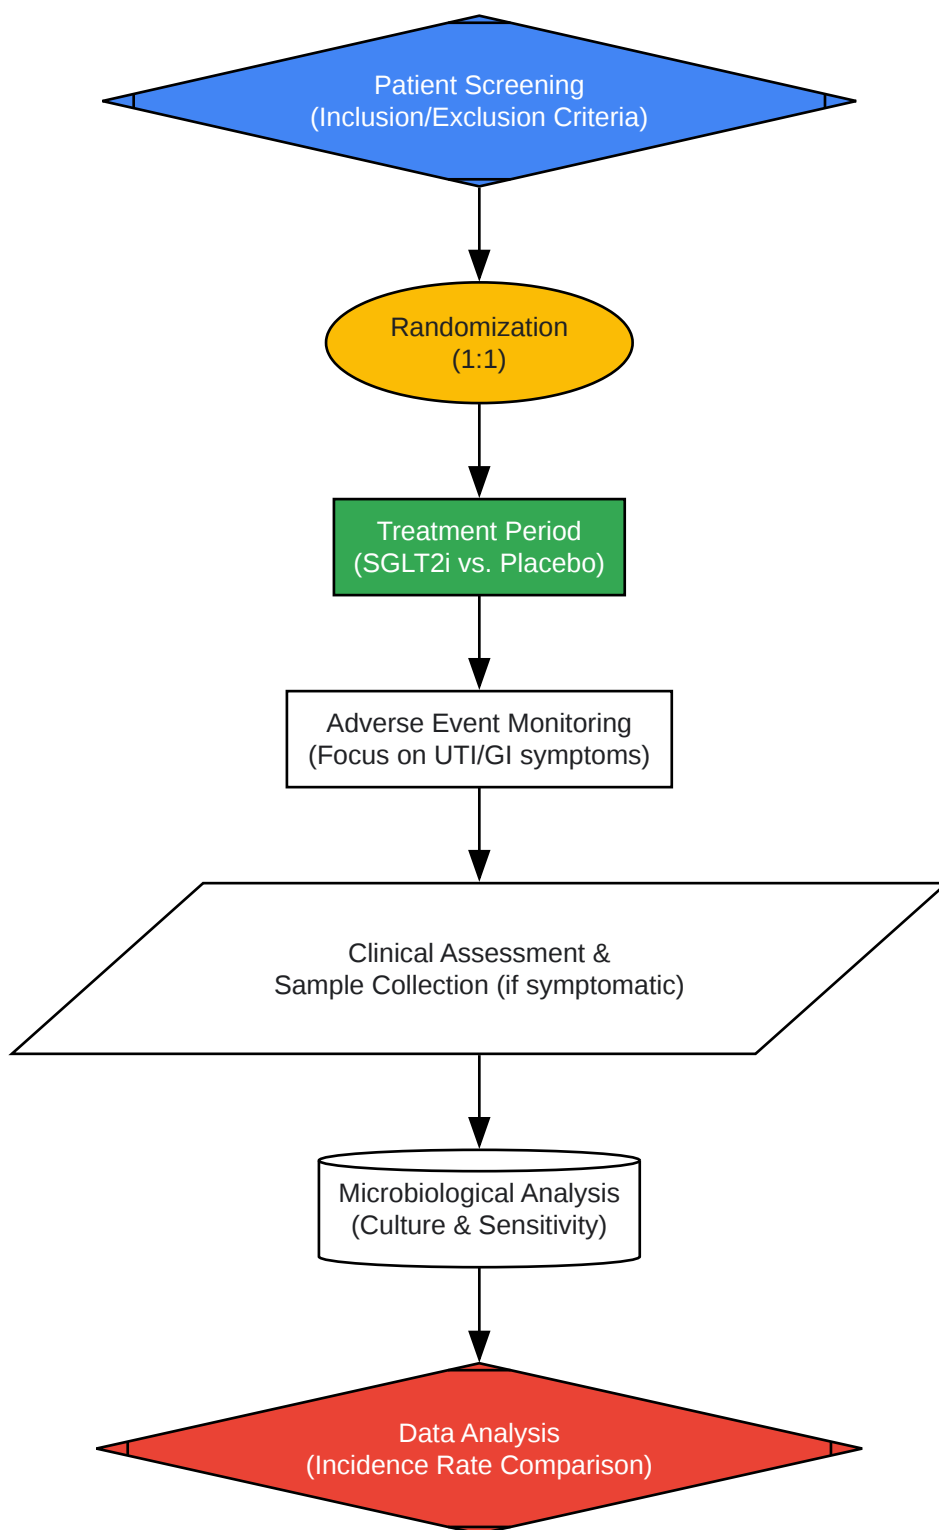 Patient Screening
(Inclusion/Exclusion Criteria)
Randomization
(1:1)
Treatment Period
(SGLT2i vs. Placebo)
Adverse Event Monitoring
(Focus on UTI/GI symptoms)
Clinical Assessment &
Sample Collection (if symptomatic)
Microbiological Analysis
(Culture & Sensitivity)
Data Analysis
(Incidence Rate Comparison)